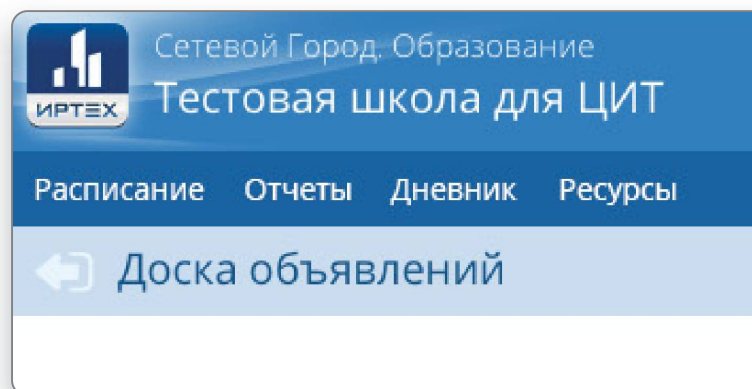 ИРТЕХ
Сетевой Город. Образование
Тестовая школа для ЦИТ
Расписание Отчеты Дневник Ресурсы
Доска объявлений